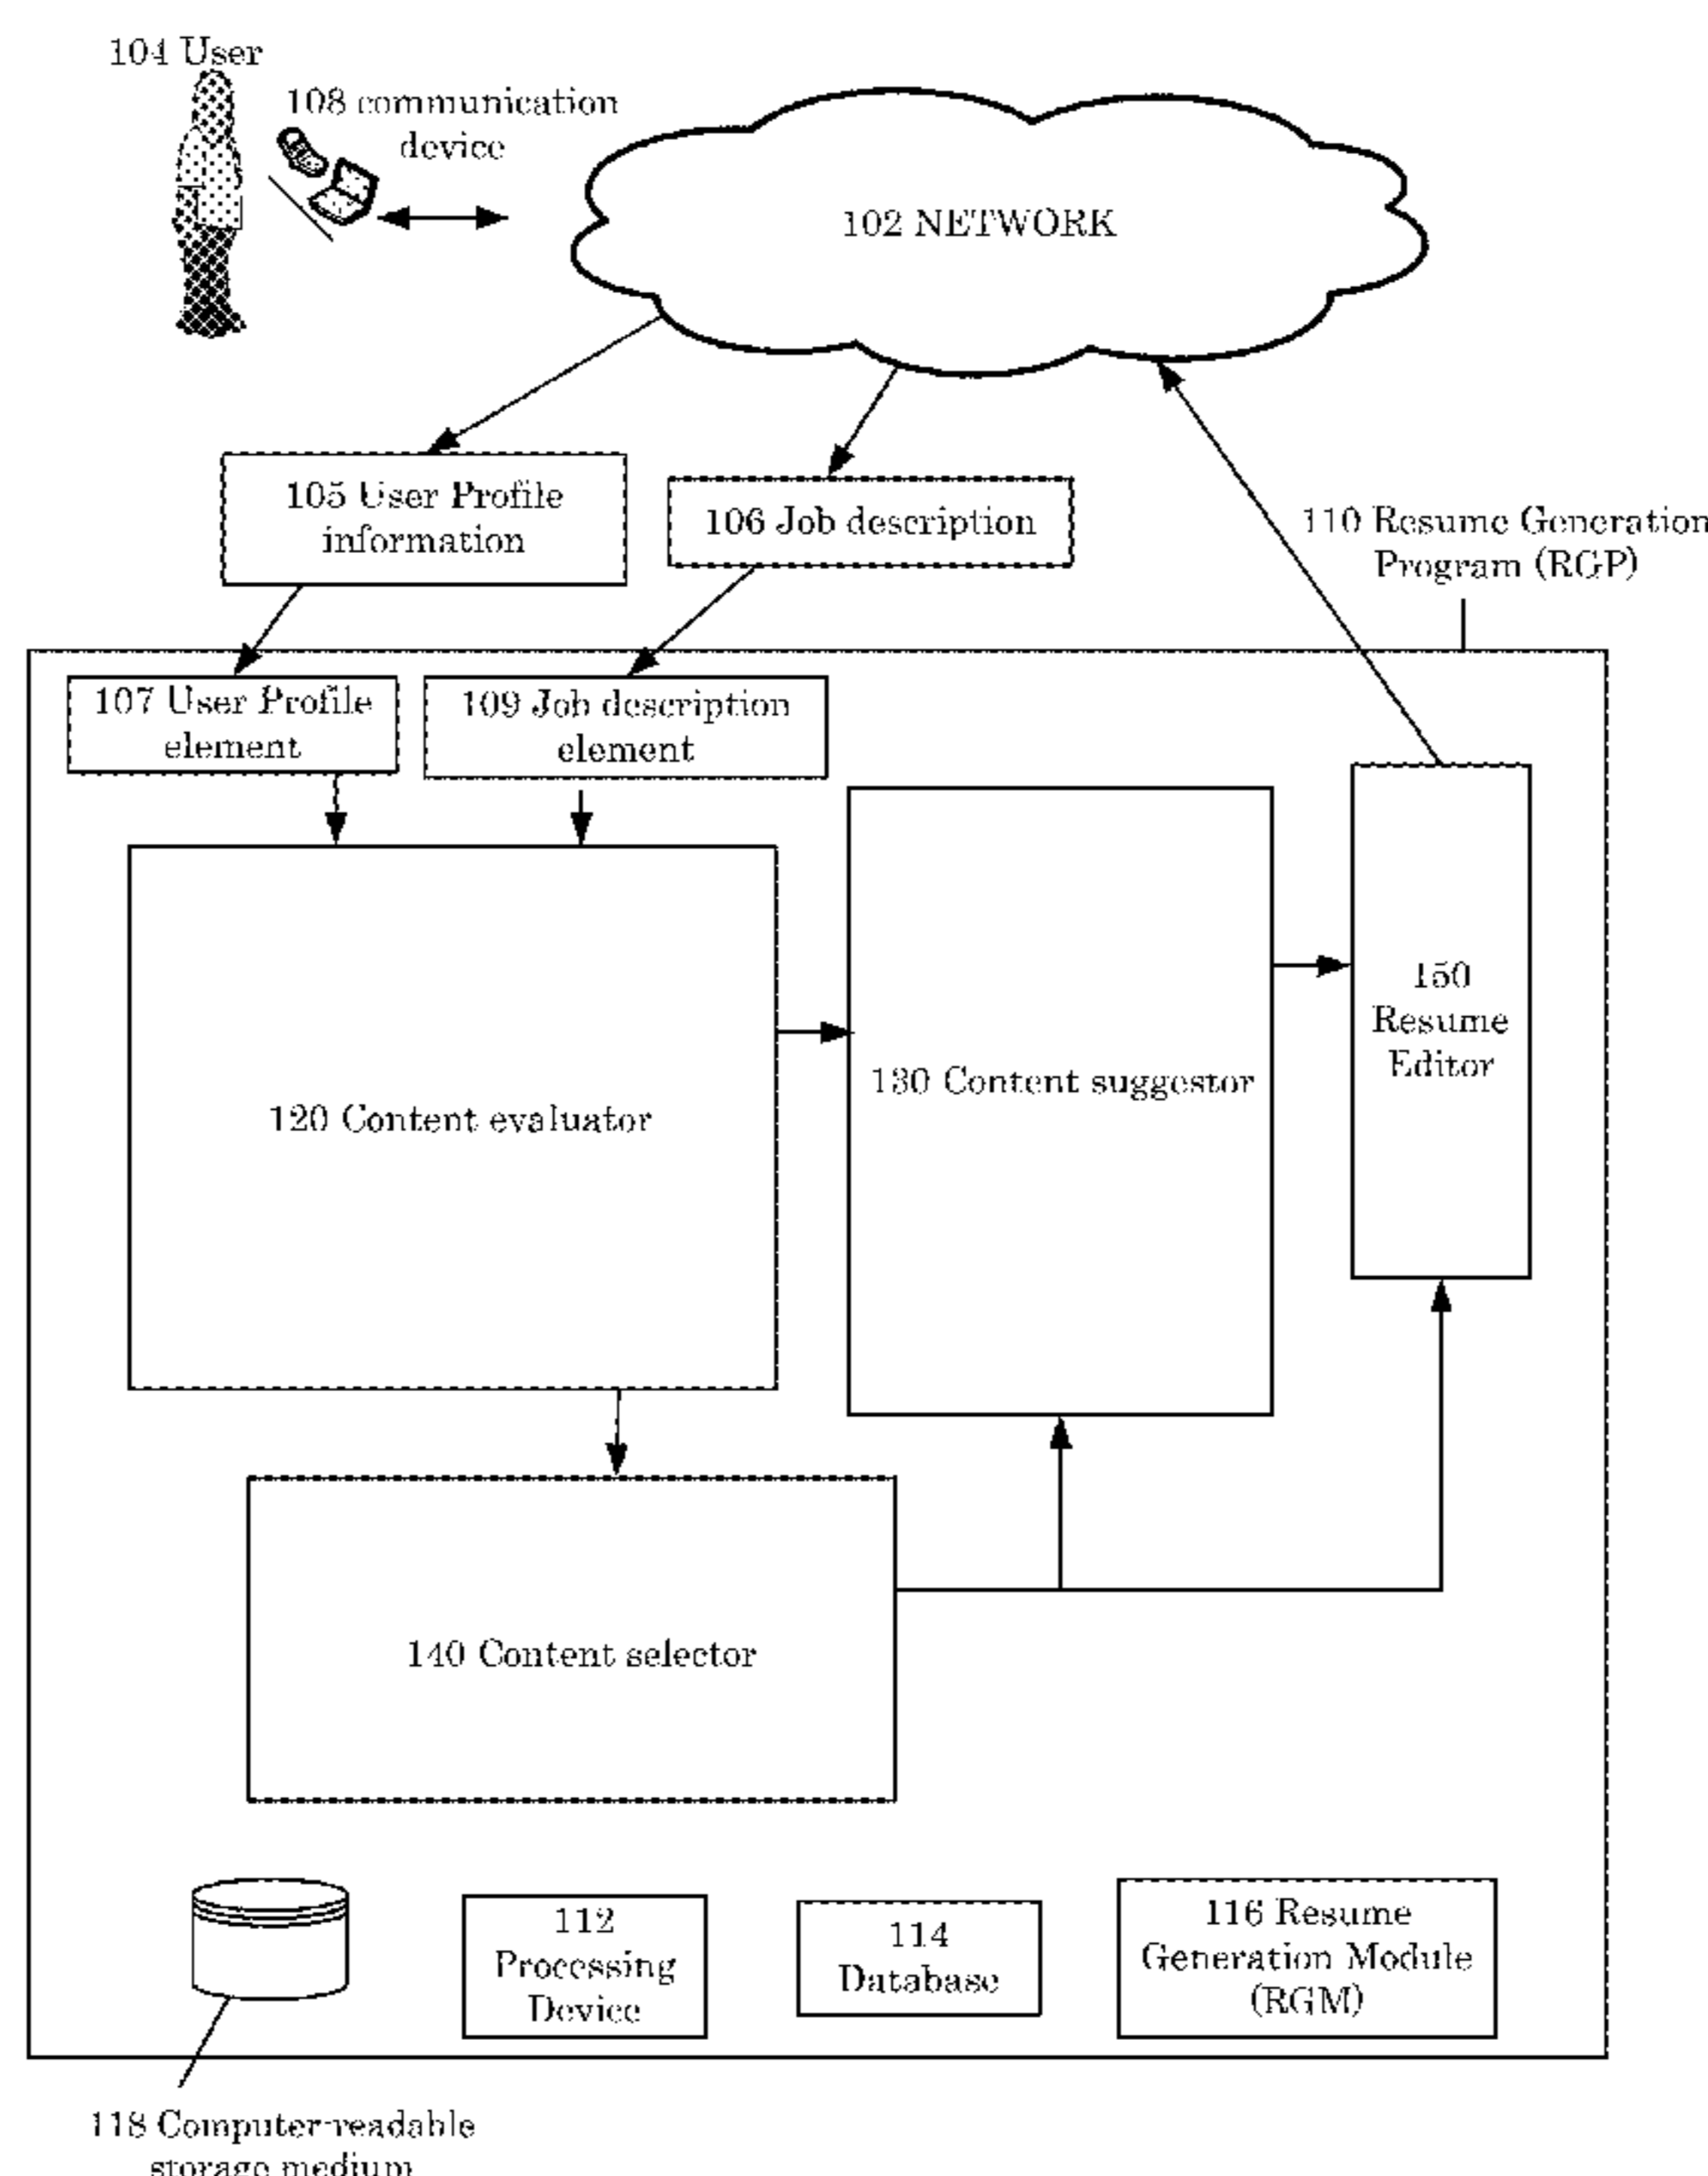 104 User
108 communication
device
102 NETWORK
105 User Profile
information
106 Job description
110 Resume Generation
Program (RGP)
107 User Profile
element
109 Job description
element
120 Content evaluator
130 Content suggestor
150
Resume
Editor
140 Content selector
112
Processing
Device
114
Database
116 Resume
Generation Module
(RGM)
118 Computer-readable
storage medium